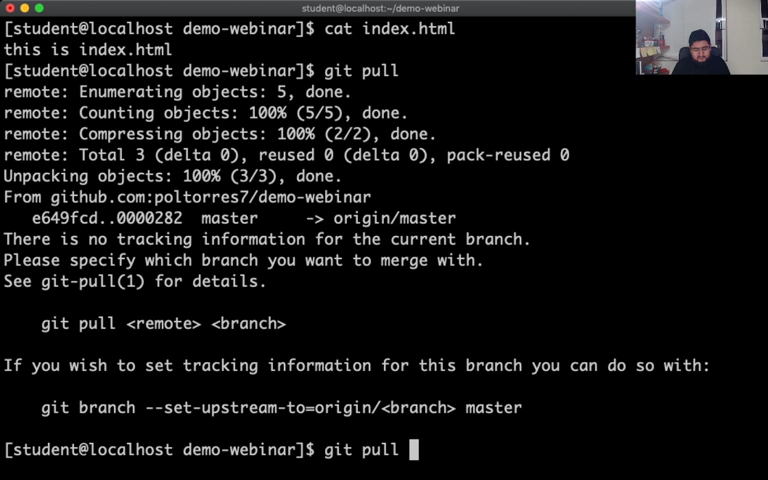 student@localhost:~/demo-webinar
[student@localhost demo-webinar]$ cat index.html
this is index.html
[student@localhost demo-webinar]$ git pull
remote: Enumerating objects: 5, done.
remote: Counting objects: 100% (5/5), done.
remote: Compressing objects: 100% (2/2), done.
remote: Total 3 (delta 0), reused 0 (delta 0), pack-reused 0
Unpacking objects: 100% (3/3), done.
From github.com:poltorres7/demo-webinar
   e649fcd..0000282  master     -> origin/master
There is no tracking information for the current branch.
Please specify which branch you want to merge with.
See git-pull(1) for details.
    git pull <remote> <branch>
If you wish to set tracking information for this branch you can do so with:
    git branch --set-upstream-to=origin/<branch> master
[student@localhost demo-webinar]$ git pull